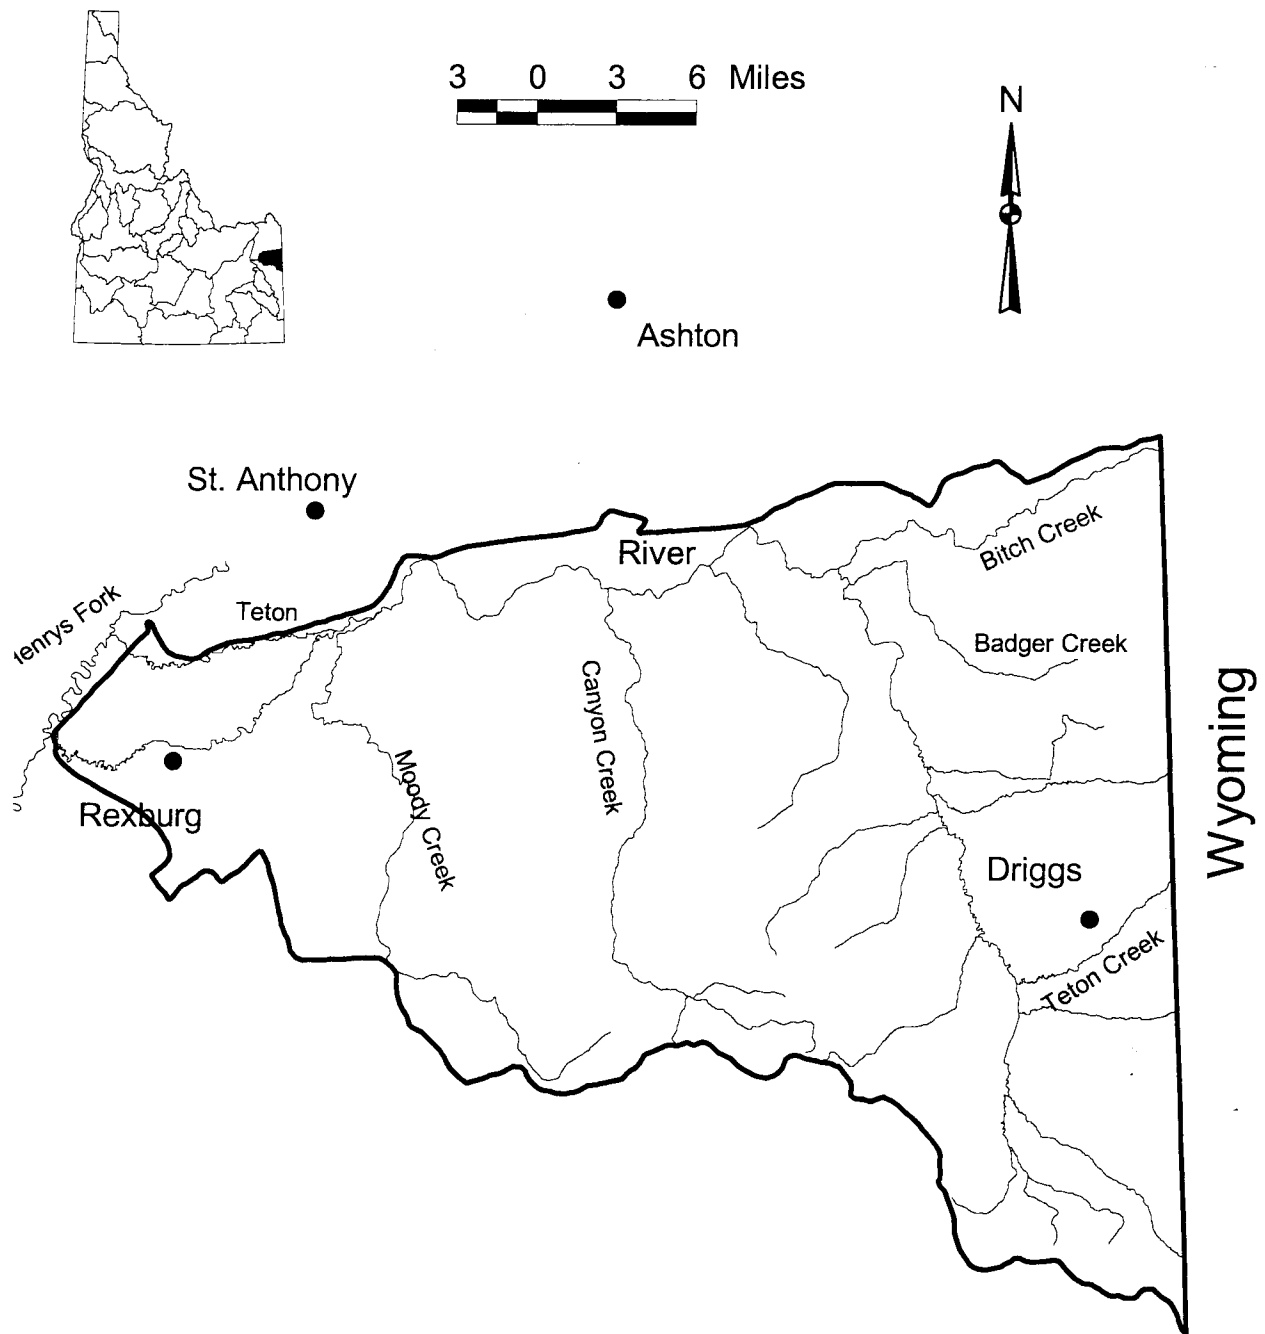 3 0 3 6 Miles
N
Ashton
St. Anthony
River
Bitch Creek
enrys Fork
Teton
Badger Creek
Canyon Creek
Wyoming
Moody Creek
Rexburg
Driggs
Teton Creek